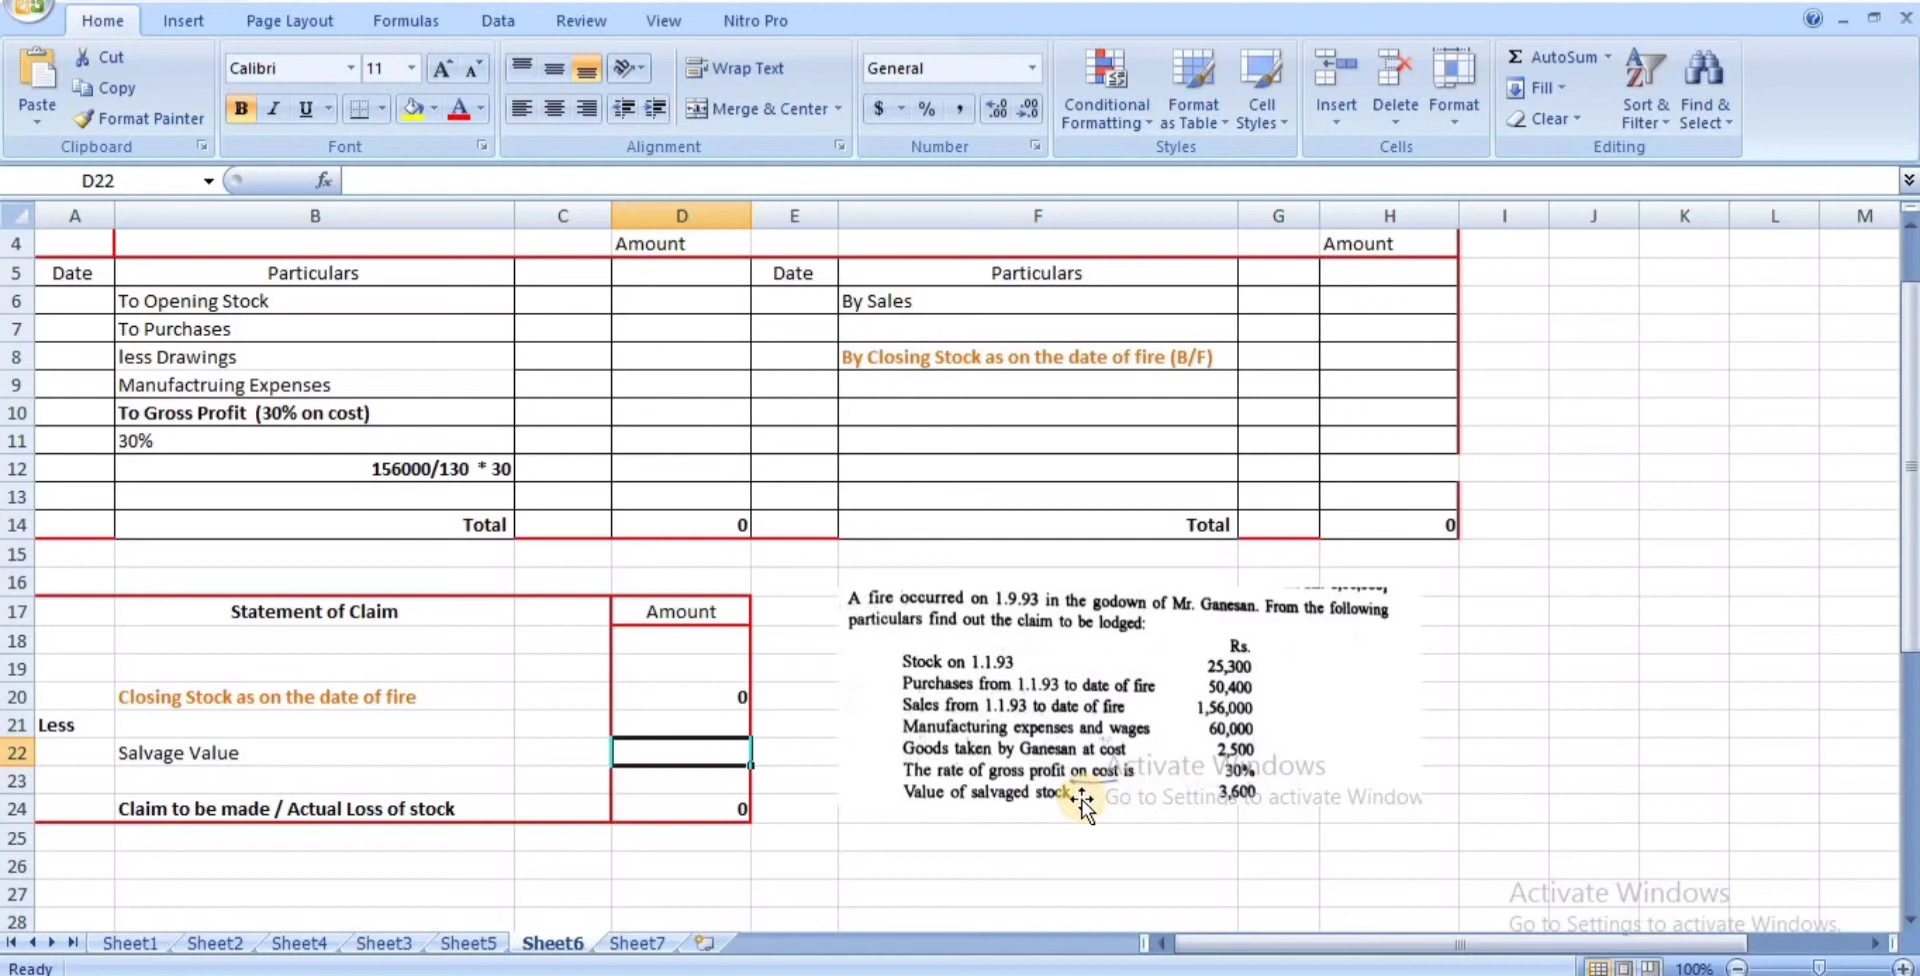 Home Insert Page Layout Formulas Data Review View Nitro Pro
Cut
Copy
Format Painter
Paste
Clipboard
Calibri 11
B I U
Font
Wrap Text
Merge & Center
Alignment
General
$ % ,
Number
Conditional Formatting
Format as Table
Cell Styles
Styles
Insert Delete Format
Cells
Σ AutoSum
Fill
Clear
Sort & Filter
Find & Select
Editing
D22 fx
A B C D E F G H I J K L M
4 Amount Amount
5 Date Particulars Date Particulars
6 To Opening Stock By Sales
7 To Purchases
8 less Drawings By Closing Stock as on the date of fire (B/F)
9 Manufactruing Expenses
10 To Gross Profit (30% on cost)
11 30%
12 156000/130 * 30
13
14 Total 0 Total 0
15
16
17 Statement of Claim Amount
18
19
20 Closing Stock as on the date of fire 0
21 Less
22 Salvage Value
23
24 Claim to be made / Actual Loss of stock 0
25
26
27
28
A fire occurred on 1.9.93 in the godown of Mr. Ganesan. From the following
particulars find out the claim to be lodged:
Rs.
Stock on 1.1.93 25,300
Purchases from 1.1.93 to date of fire 50,400
Sales from 1.1.93 to date of fire 1,56,000
Manufacturing expenses and wages 60,000
Goods taken by Ganesan at cost 2,500
The rate of gross profit on cost is 30%
Value of salvaged stock 3,600
Activate Windows
Go to Settings to activate Window
Activate Windows
Go to Settings to activate Windows.
Sheet1 Sheet2 Sheet4 Sheet3 Sheet5 Sheet6 Sheet7
Ready 100%